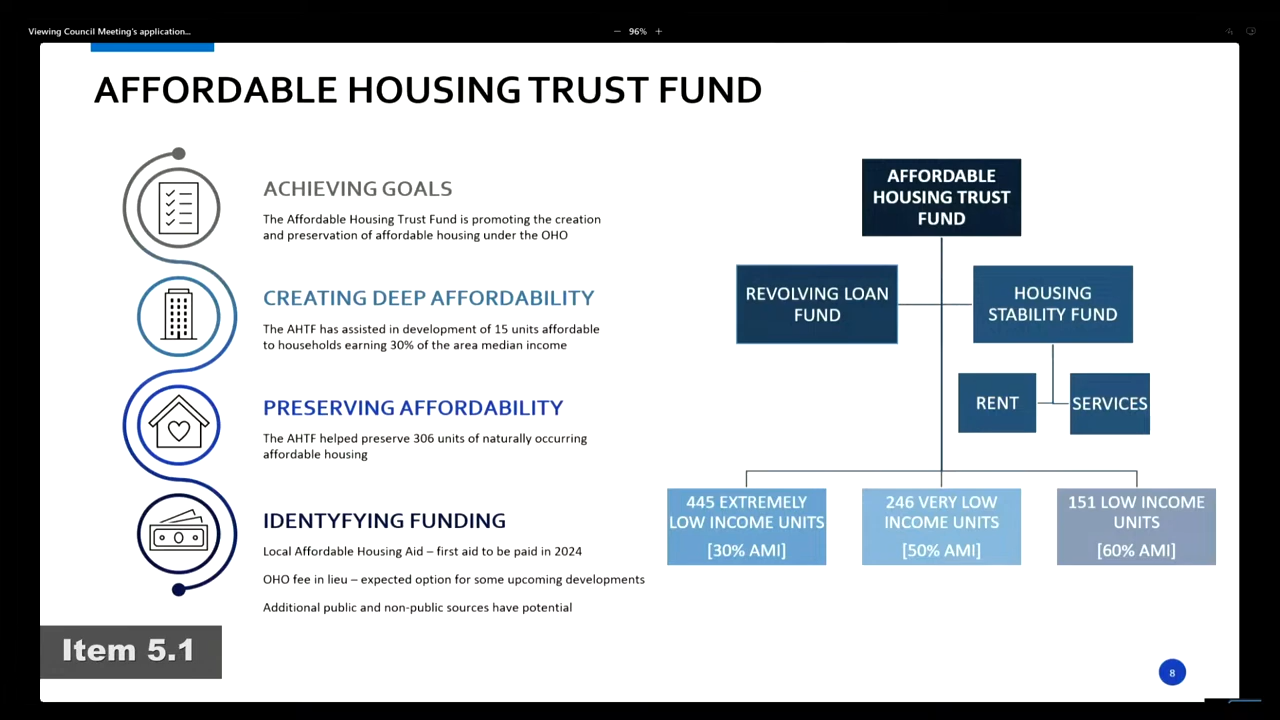 Viewing Council Meeting's application...
96%
AFFORDABLE HOUSING TRUST FUND
ACHIEVING GOALS
The Affordable Housing Trust Fund is promoting the creation
and preservation of affordable housing under the OHO
CREATING DEEP AFFORDABILITY
The AHTF has assisted in development of 15 units affordable
to households earning 30% of the area median income
PRESERVING AFFORDABILITY
The AHTF helped preserve 306 units of naturally occurring
affordable housing
IDENTYFYING FUNDING
Local Affordable Housing Aid – first aid to be paid in 2024
OHO fee in lieu – expected option for some upcoming developments
Additional public and non-public sources have potential
AFFORDABLE
HOUSING TRUST
FUND
REVOLVING LOAN
FUND
HOUSING
STABILITY FUND
RENT
SERVICES
445 EXTREMELY
LOW INCOME UNITS
[30% AMI]
246 VERY LOW
INCOME UNITS
[50% AMI]
151 LOW INCOME
UNITS
[60% AMI]
Item 5.1
8